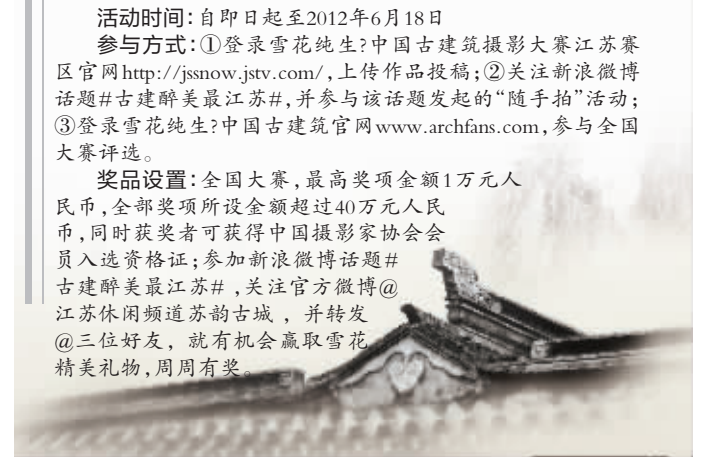 活动时间:自即日起至2012年6月18日
参与方式:①登录雪花纯生?中国古建筑摄影大赛江苏赛
区官网http://jssnow.jstv.com/,上传作品投稿;②关注新浪微博
话题#古建醉美最江苏#,并参与该话题发起的“随手拍”活动;
③登录雪花纯生?中国古建筑官网www.archfans.com,参与全国
大赛评选。
奖品设置:全国大赛,最高奖项金额1万元人
民币,全部奖项所设金额超过40万元人民
币,同时获奖者可获得中国摄影家协会会
员入选资格证;参加新浪微博话题#
古建醉美最江苏# ,关注官方微博@
江苏休闲频道苏韵古城 ，并转发
@三位好友，就有机会赢取雪花
精美礼物,周周有奖。